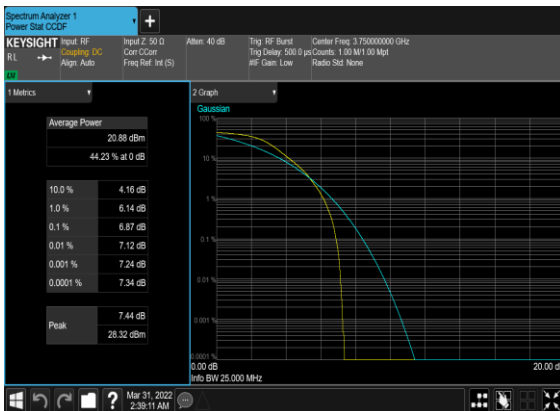 Spectrum Analyzer 1
Power Stat CCDF
KEYSIGHT
RL
Input: RF
Coupling: DC
Align: Auto
Input Z: 50 Ω
Corr CCorr
Freq Ref: Int (S)
Atten: 40 dB
Trig: RF Burst
Trig Delay: 500.0 µs
#IF Gain: Low
Center Freq: 3.750000000 GHz
Counts: 1.00 M/1.00 Mpt
Radio Std: None
1 Metrics
Average Power
20.88 dBm
44.23 % at 0 dB
10.0 % 4.16 dB
1.0 % 6.14 dB
0.1 % 6.87 dB
0.01 % 7.12 dB
0.001 % 7.24 dB
0.0001 % 7.34 dB
Peak
7.44 dB
28.32 dBm
2 Graph
Gaussian
100 %
10 %
1 %
0.1 %
0.01 %
0.001 %
0.0001 %
0.00 dB 20.00 d
Info BW 25.000 MHz
?
Mar 31, 2022
2:39:11 AM